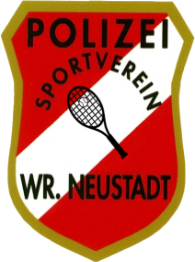 POLIZEI
SPORTVEREIN
WR. NEUSTADT